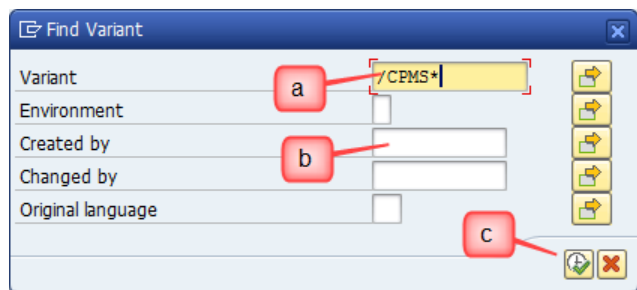 Find Variant
Variant /CPMS*
a
Environment
Created by
b
Changed by
Original language
c